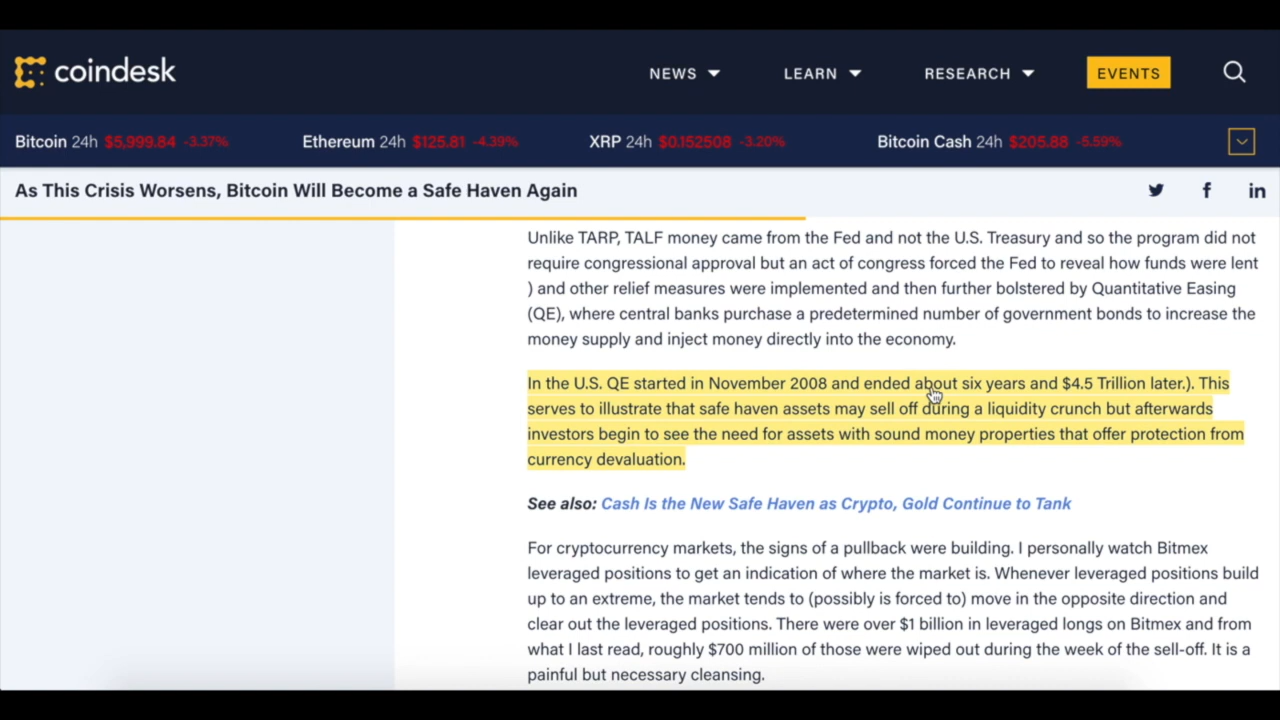 coindesk
NEWS
LEARN
RESEARCH
EVENTS
Bitcoin 24h $5,999.84 -3.37%
Ethereum 24h $125.81 -4.39%
XRP 24h $0.152508 -3.20%
Bitcoin Cash 24h $205.88 -5.59%
As This Crisis Worsens, Bitcoin Will Become a Safe Haven Again
Unlike TARP, TALF money came from the Fed and not the U.S. Treasury and so the program did not
require congressional approval but an act of congress forced the Fed to reveal how funds were lent
) and other relief measures were implemented and then further bolstered by Quantitative Easing
(QE), where central banks purchase a predetermined number of government bonds to increase the
money supply and inject money directly into the economy.
In the U.S. QE started in November 2008 and ended about six years and $4.5 Trillion later.). This
serves to illustrate that safe haven assets may sell off during a liquidity crunch but afterwards
investors begin to see the need for assets with sound money properties that offer protection from
currency devaluation.
See also: Cash Is the New Safe Haven as Crypto, Gold Continue to Tank
For cryptocurrency markets, the signs of a pullback were building. I personally watch Bitmex
leveraged positions to get an indication of where the market is. Whenever leveraged positions build
up to an extreme, the market tends to (possibly is forced to) move in the opposite direction and
clear out the leveraged positions. There were over $1 billion in leveraged longs on Bitmex and from
what I last read, roughly $700 million of those were wiped out during the week of the sell-off. It is a
painful but necessary cleansing.